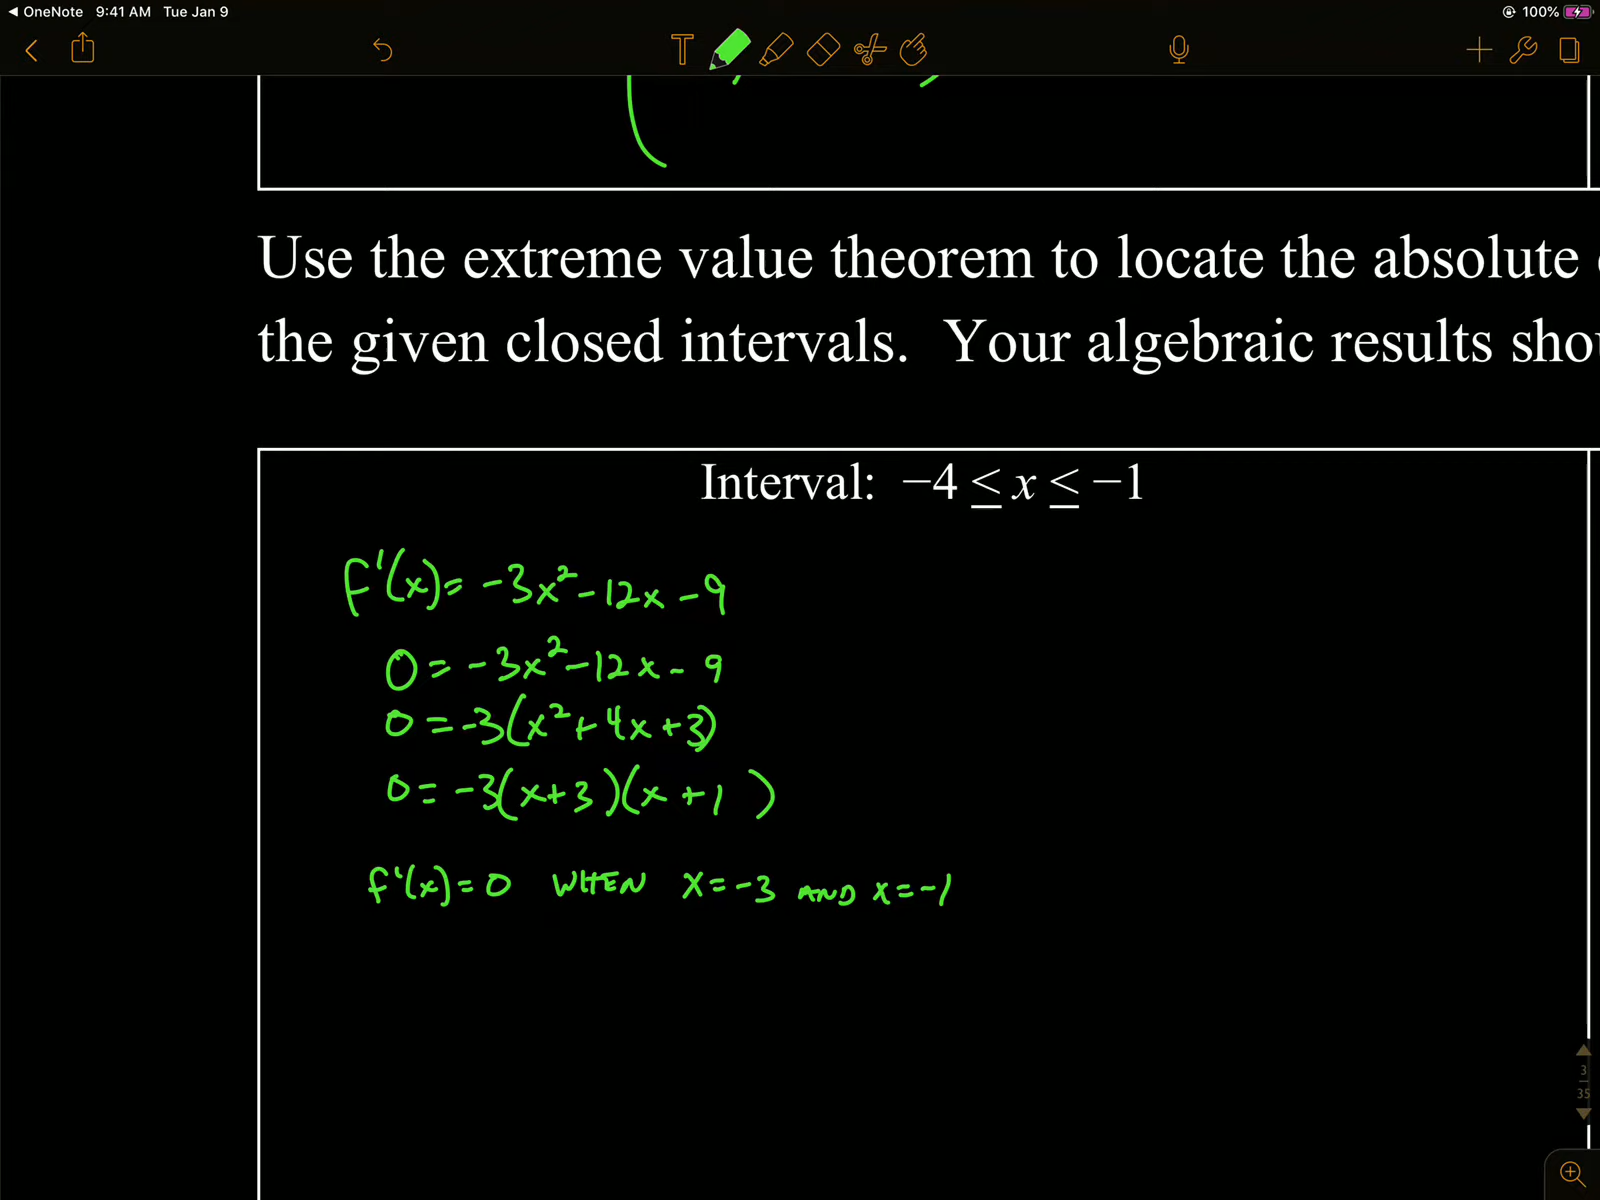 OneNote 9:41 AM Tue Jan 9 100%
T
Use the extreme value theorem to locate the absolute
the given closed intervals. Your algebraic results sho
Interval: −4 ≤ x ≤ −1
f'(x) = -3x² - 12x - 9
0 = -3x² - 12x - 9
0 = -3(x² + 4x + 3)
0 = -3(x+3)(x+1)
f'(x) = 0 WHEN x = -3 AND x = -1
3
35